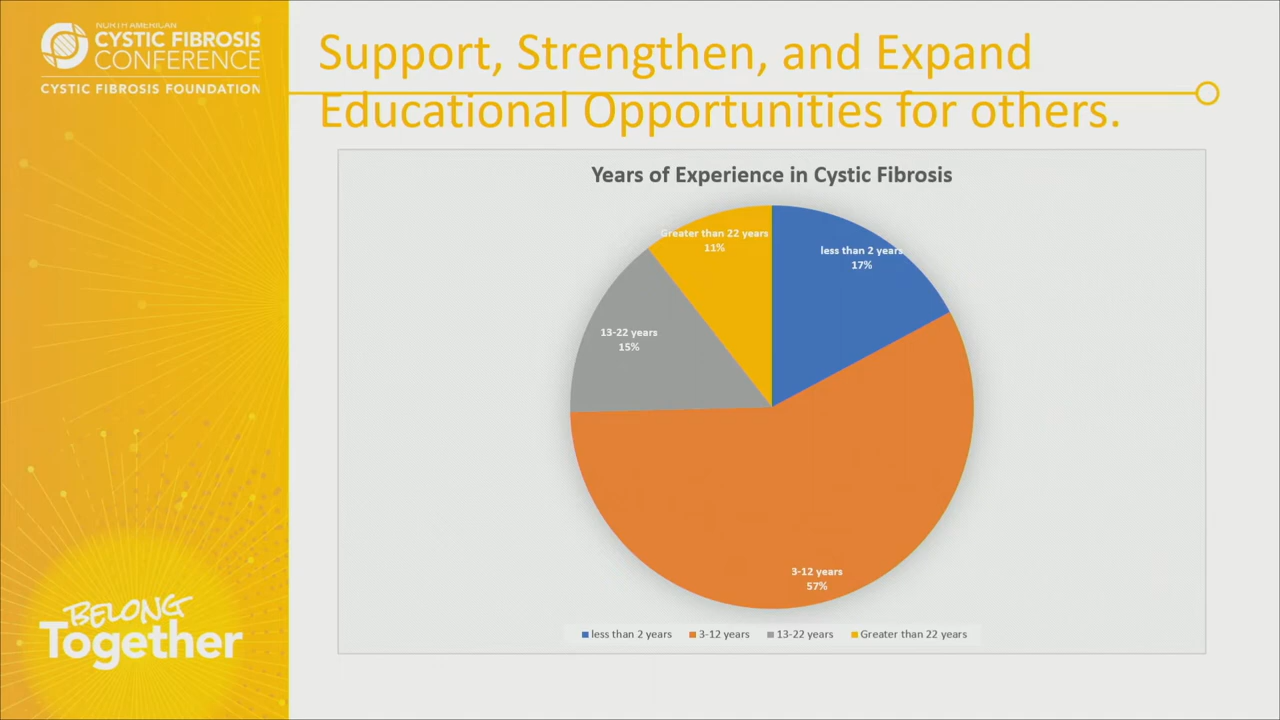 NORTH AMERICAN
CYSTIC FIBROSIS
CONFERENCE
CYSTIC FIBROSIS FOUNDATION
Support, Strengthen, and Expand
Educational Opportunities for others.
Years of Experience in Cystic Fibrosis
Greater than 22 years
11%
less than 2 years
17%
13-22 years
15%
3-12 years
57%
less than 2 years
3-12 years
13-22 years
Greater than 22 years
BELONG
Together